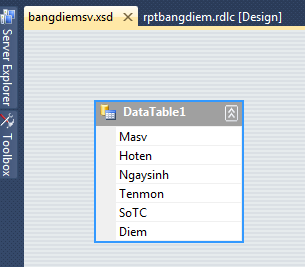 bangdiemsv.xsd rptbangdiem.rdlc [Design]
Server Explorer
Toolbox
DataTable1
Masv
Hoten
Ngaysinh
Tenmon
SoTC
Diem